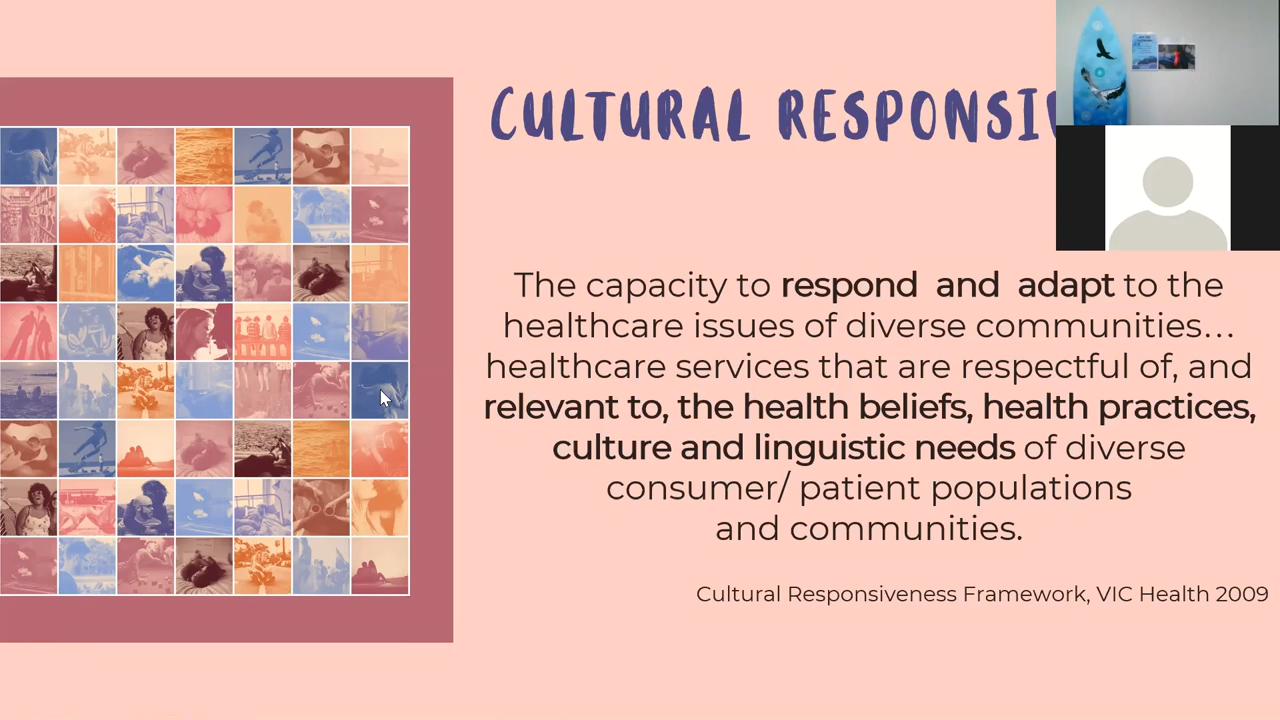 CULTURAL RESPONSIV
The capacity to respond and adapt to the
healthcare issues of diverse communities…
healthcare services that are respectful of, and
relevant to, the health beliefs, health practices,
culture and linguistic needs of diverse
consumer/ patient populations
and communities.
Cultural Responsiveness Framework, VIC Health 2009